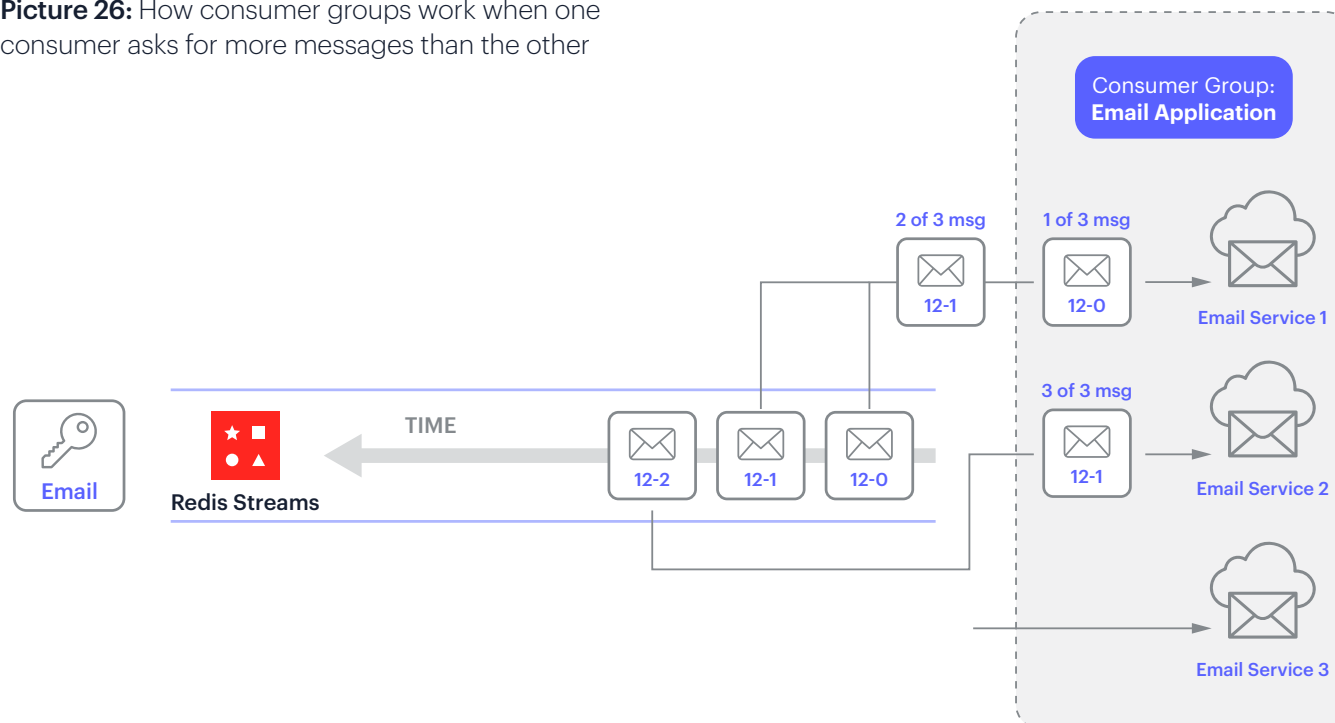 Picture 26: How consumer groups work when one
consumer asks for more messages than the other
Consumer Group:
Email Application
2 of 3 msg
1 of 3 msg
12-1
12-0
Email Service 1
3 of 3 msg
12-1
Email Service 2
Email
Redis Streams
TIME
12-2
12-1
12-0
Email Service 3